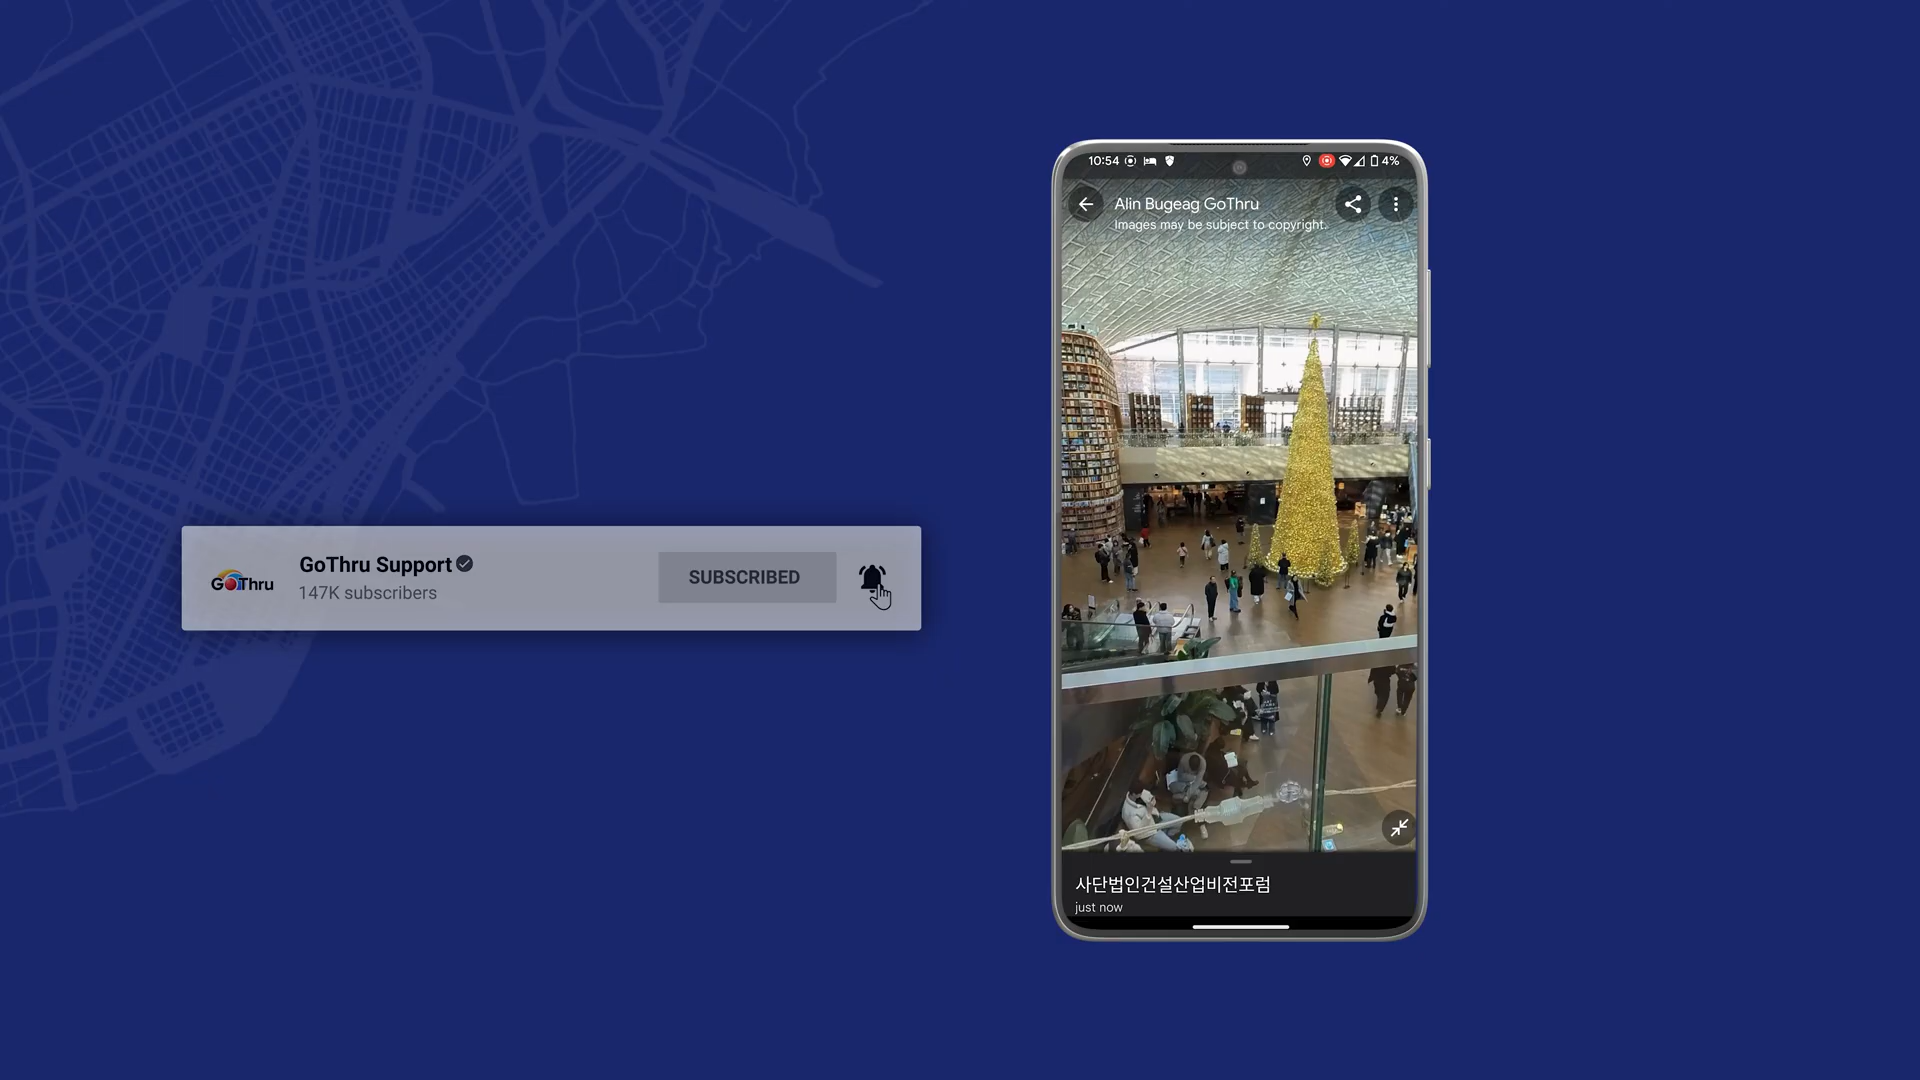 GoThru
GoThru Support
147K subscribers
SUBSCRIBED
10:54
4%
Alin Bugeag GoThru
Images may be subject to copyright.
사단법인건설산업비전포럼
just now